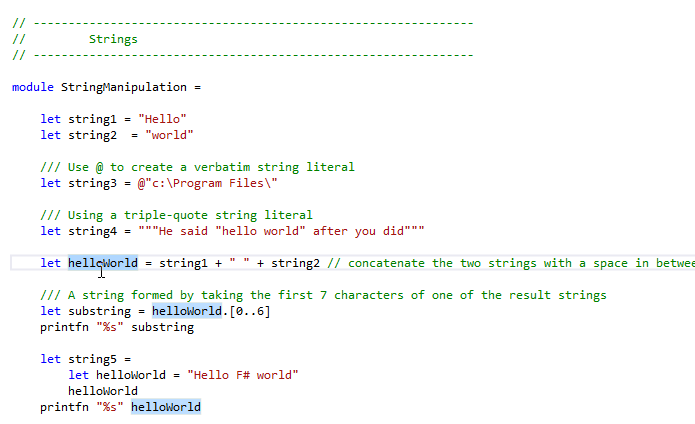 // ---------------------------------------------------------------
//         Strings
// ---------------------------------------------------------------
module StringManipulation =
let string1 = "Hello"
let string2  = "world"
/// Use @ to create a verbatim string literal
let string3 = @"c:\Program Files\"
/// Using a triple-quote string literal
let string4 = """He said "hello world" after you did"""
let helloWorld = string1 + " " + string2 // concatenate the two strings with a space in betwee
/// A string formed by taking the first 7 characters of one of the result strings
let substring = helloWorld.[0..6]
printfn "%s" substring
let string5 =
let helloWorld = "Hello F# world"
helloWorld
printfn "%s" helloWorld